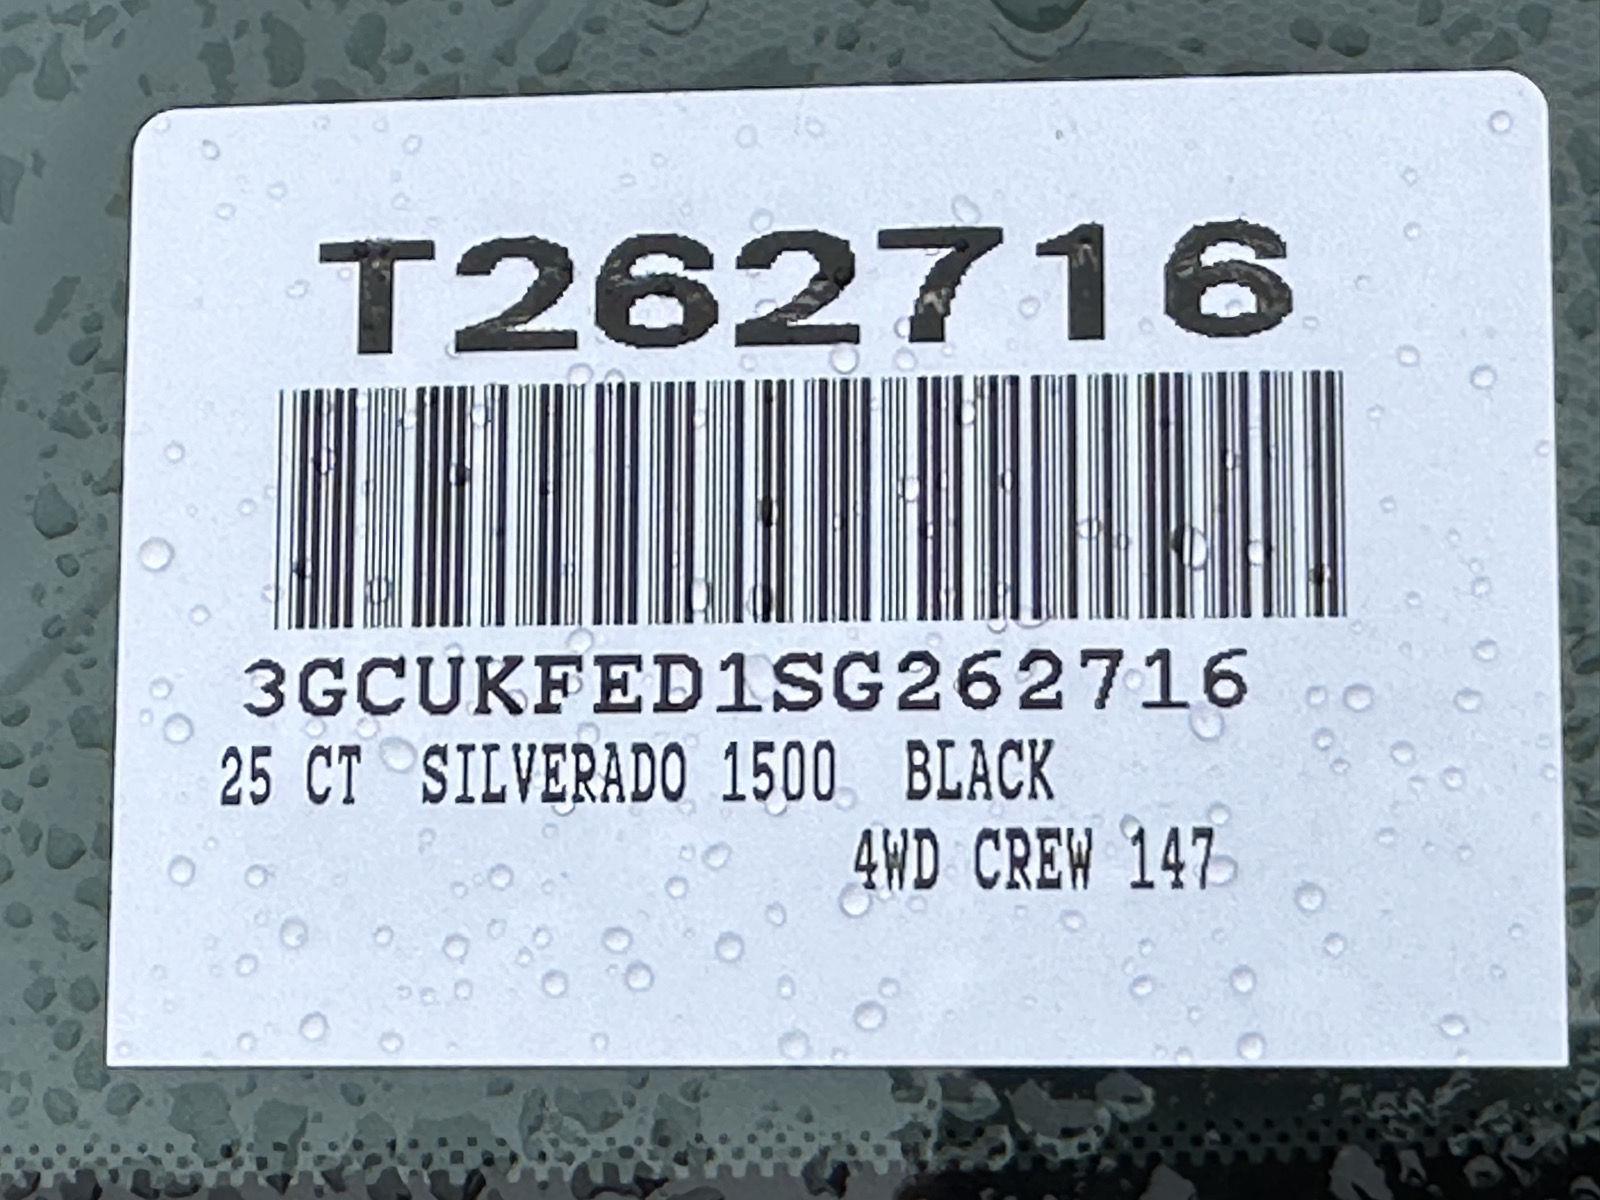 T262716
3GCUKFED1SG262716
25 CT SILVERADO 1500 BLACK
4WD CREW 147